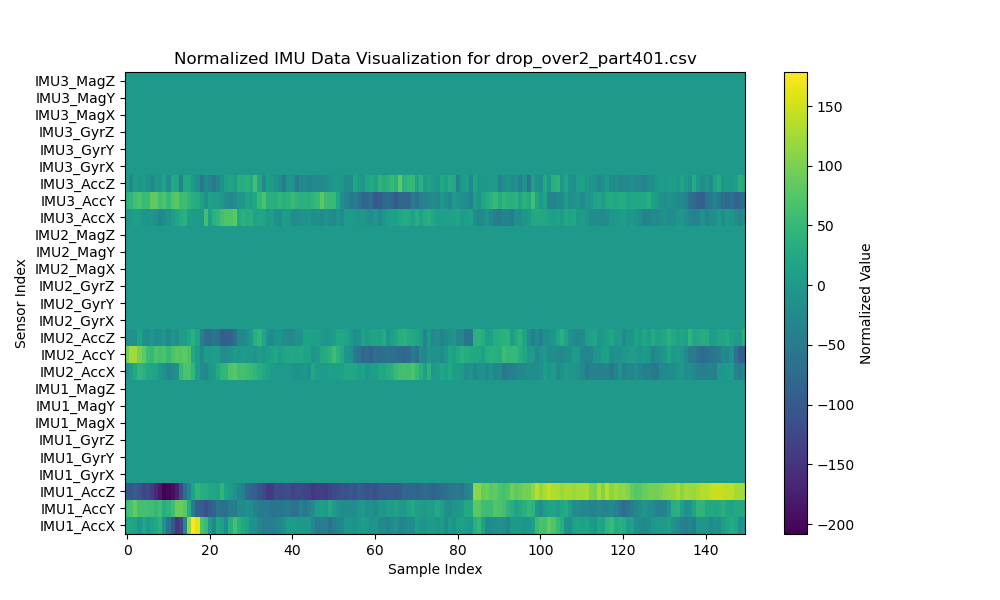 Normalized IMU Data Visualization for drop_over2_part401.csv
IMU3_MagZ
IMU3_MagY
IMU3_MagX
IMU3_GyrZ
IMU3_GyrY
IMU3_GyrX
IMU3_AccZ
IMU3_AccY
IMU3_AccX
IMU2_MagZ
IMU2_MagY
IMU2_MagX
IMU2_GyrZ
IMU2_GyrY
IMU2_GyrX
IMU2_AccZ
IMU2_AccY
IMU2_AccX
IMU1_MagZ
IMU1_MagY
IMU1_MagX
IMU1_GyrZ
IMU1_GyrY
IMU1_GyrX
IMU1_AccZ
IMU1_AccY
IMU1_AccX
Sensor Index
0 20 40 60 80 100 120 140
Sample Index
150
100
50
0
−50
−100
−150
−200
Normalized Value